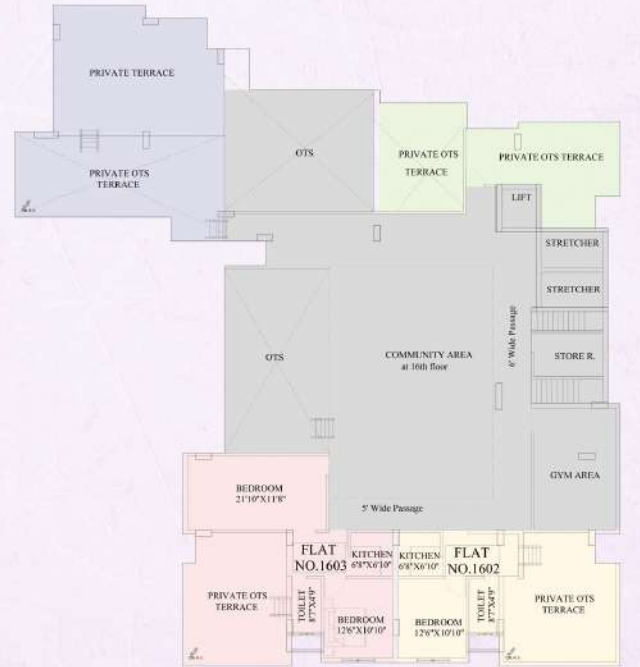 PRIVATE TERRACE
PRIVATE OTS
TERRACE
OTS
PRIVATE OTS
TERRACE
PRIVATE OTS TERRACE
LIFT
STRETCHER
STRETCHER
6' Wide Passage
STORE R.
OTS
COMMUNITY AREA
at 16th floor
GYM AREA
BEDROOM
21'10"X11'8"
5' Wide Passage
FLAT
NO.1603
KITCHEN
6'8"X6'10"
KITCHEN
6'8"X6'10"
FLAT
NO.1602
PRIVATE OTS
TERRACE
TOILET
8'7"X4'9"
BEDROOM
12'6"X10'10"
BEDROOM
12'6"X10'10"
TOILET
8'7"X4'9"
PRIVATE OTS
TERRACE